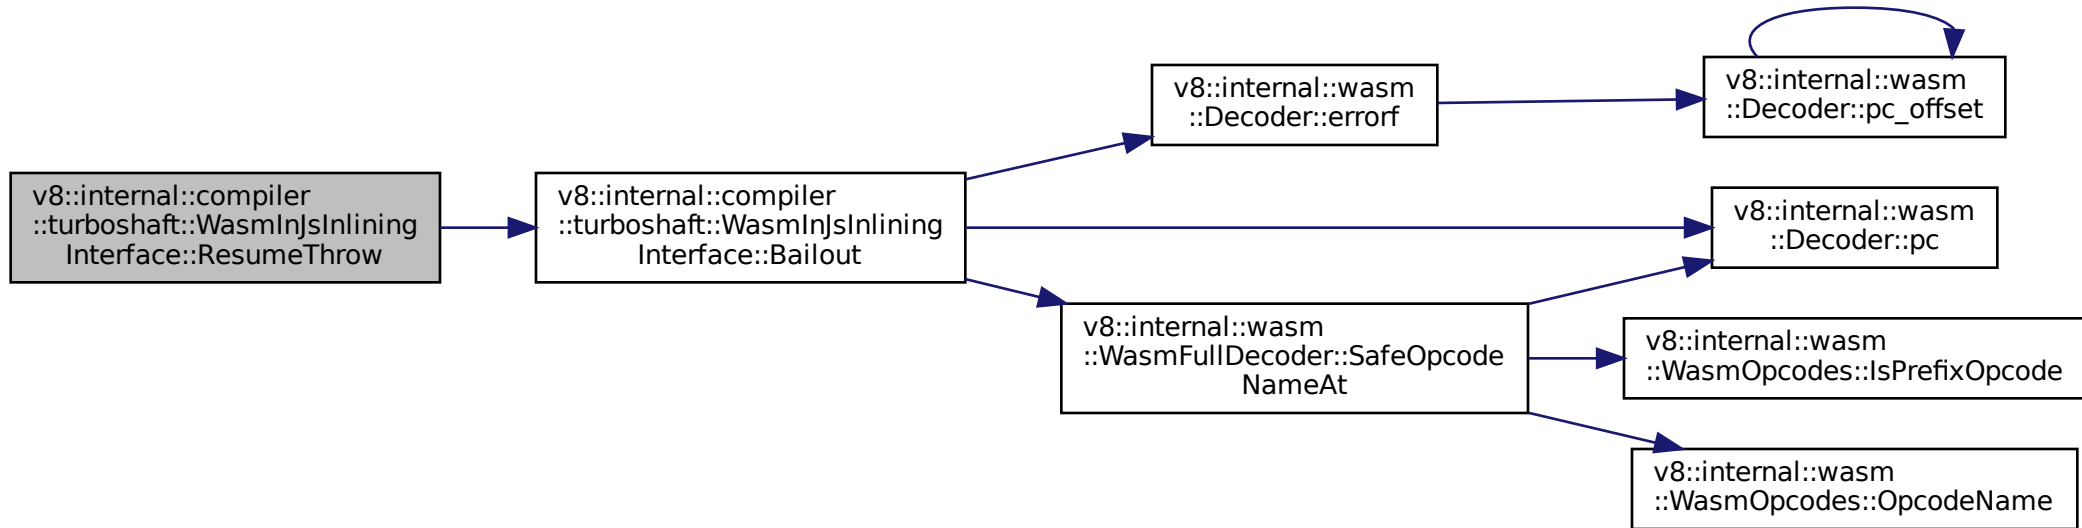 v8::internal::compiler
::turboshaft::WasmInJsInlining
Interface::ResumeThrow
v8::internal::compiler
::turboshaft::WasmInJsInlining
Interface::Bailout
v8::internal::wasm
::Decoder::errorf
v8::internal::wasm
::Decoder::pc_offset
v8::internal::wasm
::Decoder::pc
v8::internal::wasm
::WasmFullDecoder::SafeOpcode
NameAt
v8::internal::wasm
::WasmOpcodes::IsPrefixOpcode
v8::internal::wasm
::WasmOpcodes::OpcodeName